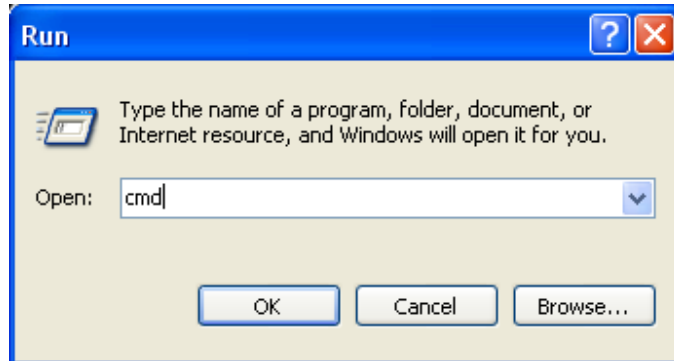 Run
Type the name of a program, folder, document, or
Internet resource, and Windows will open it for you.
Open: cmd
OK Cancel Browse...